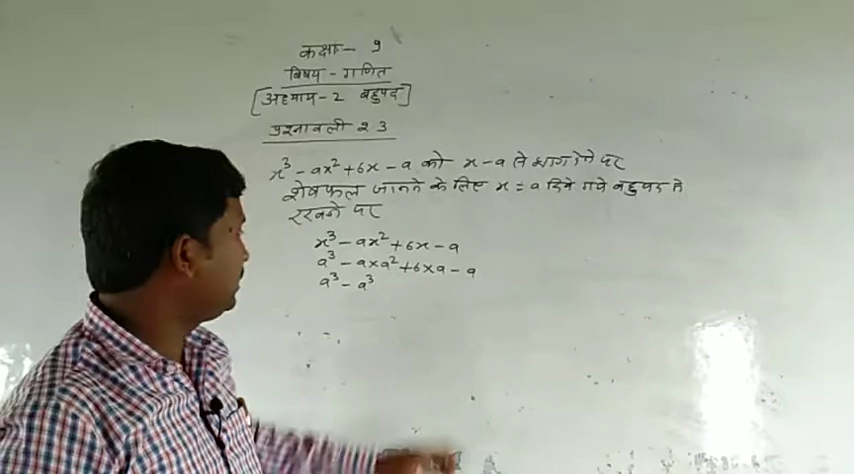 कक्षा - 9
विषय - गणित
[अध्याय - 2 बहुपद]
प्रश्नावली 2 3
x³ - ax² + 6x - a को x - a से भाग देने पर
शेषफल जानने के लिए x = a दिये गये बहुपद मे
रखने पर
x³ - ax² + 6x - a
a³ - a×a² + 6×a - a
a³ - a³